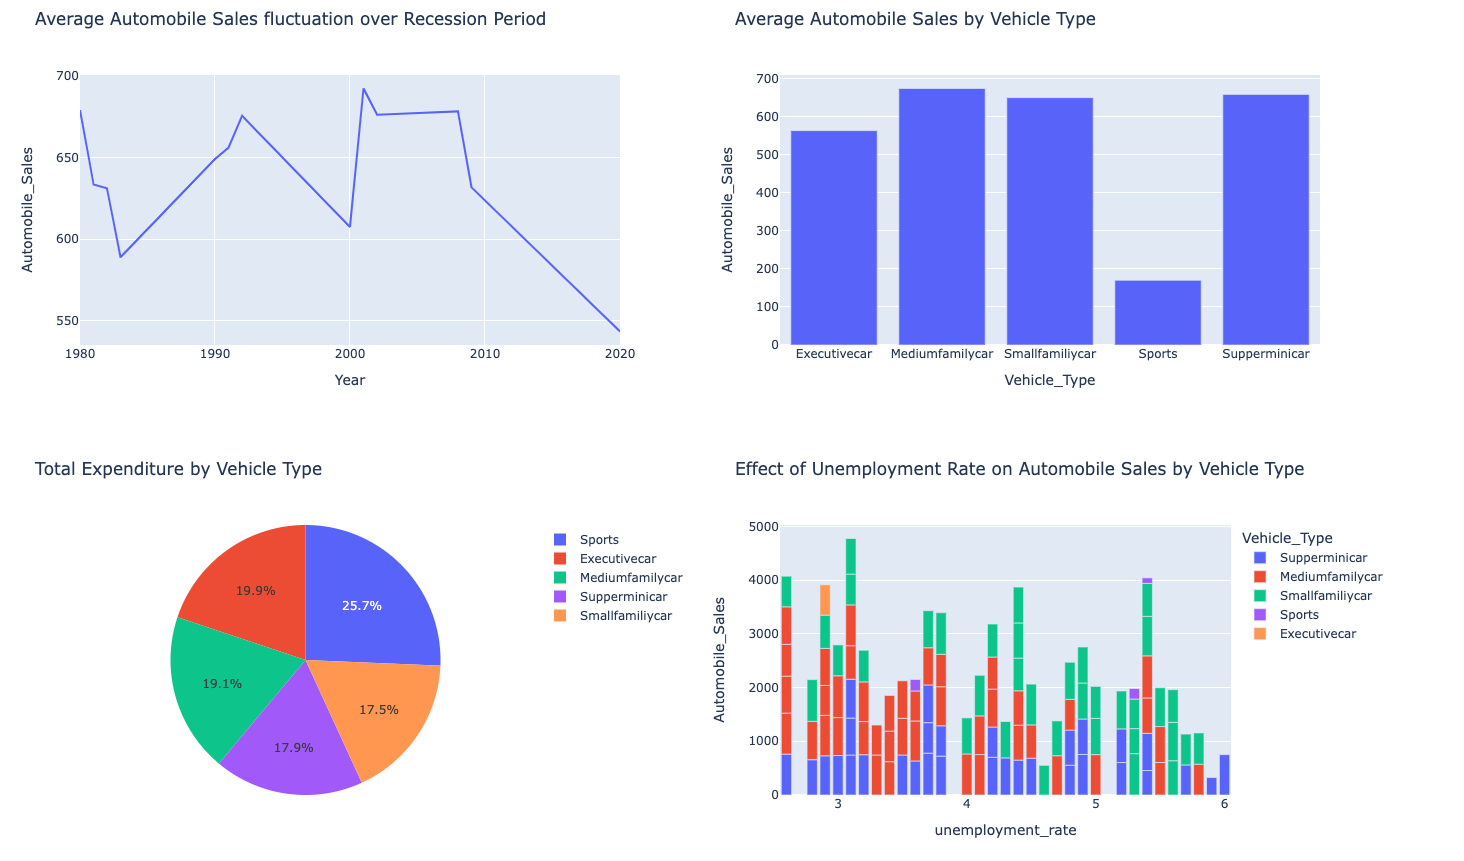 Average Automobile Sales fluctuation over Recession Period
700
650
600
550
Automobile_Sales
1980
1990
2000
2010
2020
Year
Average Automobile Sales by Vehicle Type
700
600
500
400
300
200
100
0
Automobile_Sales
Executivecar
Mediumfamilycar
Smallfamiliycar
Sports
Supperminicar
Vehicle_Type
Total Expenditure by Vehicle Type
25.7%
19.9%
19.1%
17.9%
17.5%
Sports
Executivecar
Mediumfamilycar
Supperminicar
Smallfamiliycar
Effect of Unemployment Rate on Automobile Sales by Vehicle Type
5000
4000
3000
2000
1000
0
Automobile_Sales
3
4
5
6
unemployment_rate
Vehicle_Type
Supperminicar
Mediumfamilycar
Smallfamiliycar
Sports
Executivecar